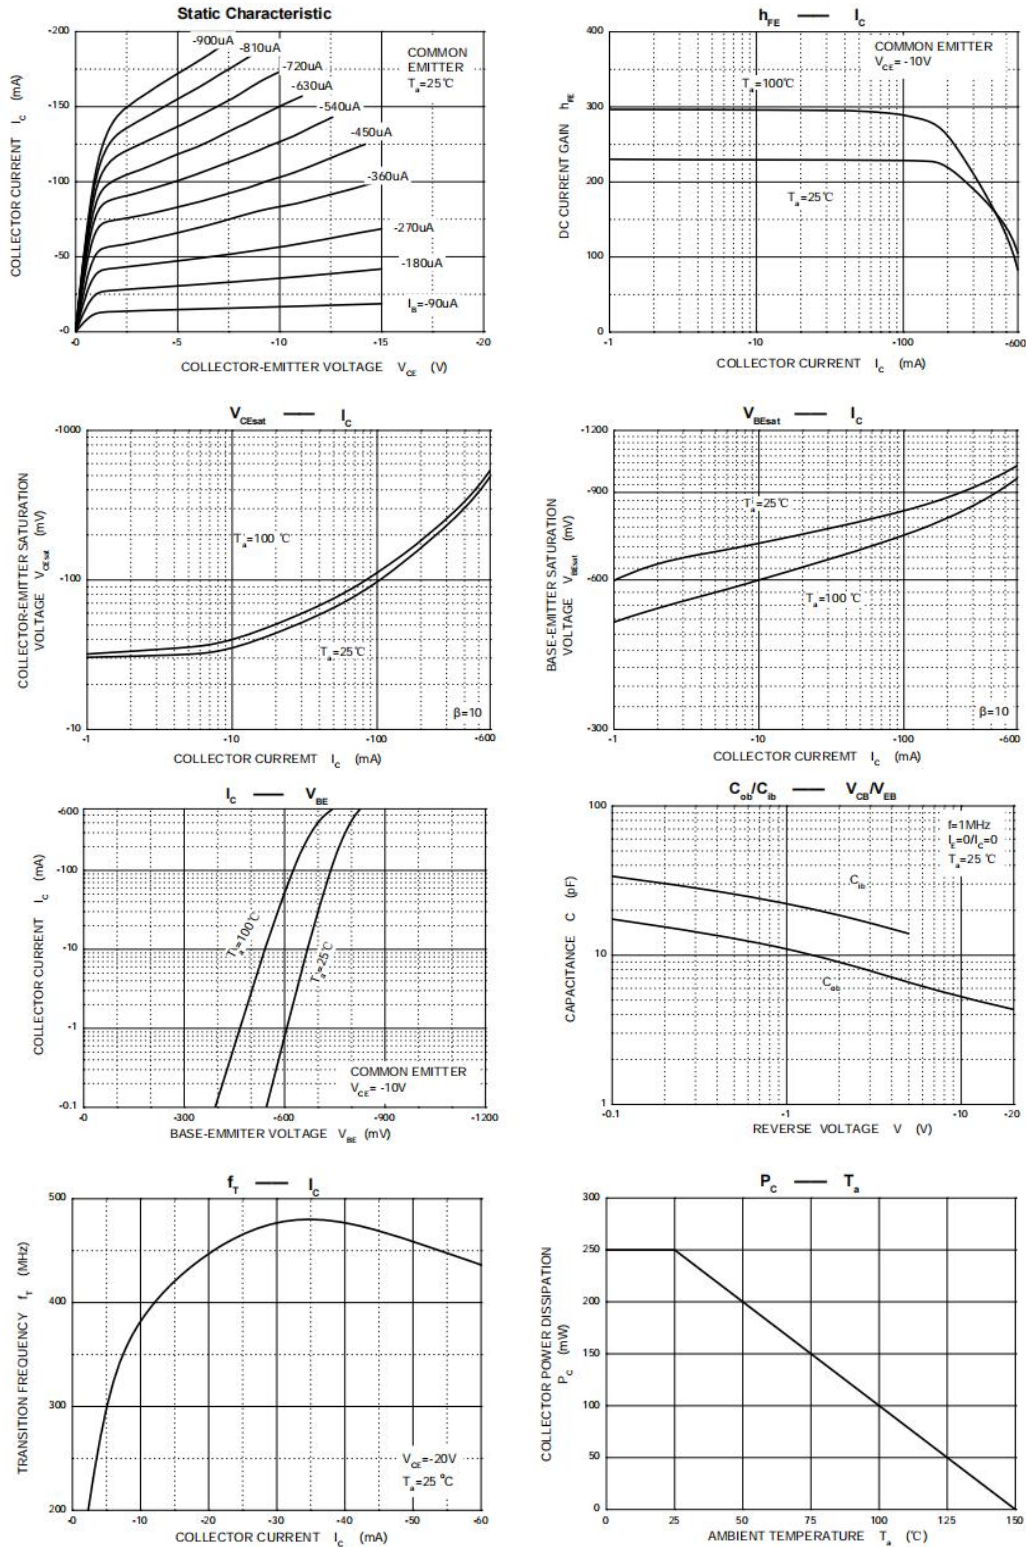 Static Characteristic
COLLECTOR CURRENT I_C (mA)
-200
-150
-100
-50
-0
-900uA
-810uA
-720uA
-630uA
-540uA
-450uA
-360uA
-270uA
-180uA
I_B=-90uA
COMMON
EMITTER
T_a=25℃
-0 -5 -10 -15 -20
COLLECTOR-EMITTER VOLTAGE V_CE (V)
h_FE —— I_C
DC CURRENT GAIN h_FE
400
300
200
100
0
COMMON EMITTER
V_CE= -10V
T_a=100℃
T_a=25℃
-1 -10 -100 -600
COLLECTOR CURRENT I_C (mA)
V_CEsat —— I_C
COLLECTOR-EMITTER SATURATION
VOLTAGE V_CEsat (mV)
-1000
-100
-10
T_a=100 ℃
T_a=25℃
β=10
-1 -10 -100 -600
COLLECTOR CURREMT I_C (mA)
V_BEsat —— I_C
BASE-EMITTER SATURATION
VOLTAGE V_BEsat (mV)
-1200
-900
-600
-300
T_a=25℃
T_a=100 ℃
β=10
-1 -10 -100 -600
COLLECTOR CURREMT I_C (mA)
I_C —— V_BE
COLLECTOR CURRENT I_C (mA)
-600
-100
-10
-1
-0.1
T_a=100℃
T_a=25℃
COMMON EMITTER
V_CE= -10V
-0 -300 -600 -900 -1200
BASE-EMMITER VOLTAGE V_BE (mV)
C_ob/C_ib —— V_CB/V_EB
CAPACITANCE C (pF)
100
10
1
f=1MHz
I_E=0/I_C=0
T_a=25 ℃
C_ib
C_ob
-0.1 -1 -10 -20
REVERSE VOLTAGE V (V)
f_T —— I_C
TRANSITION FREQUENCY f_T (MHz)
500
400
300
200
V_CE=-20V
T_a=25 ℃
-0 -10 -20 -30 -40 -50 -60
COLLECTOR CURRENT I_C (mA)
P_C —— T_a
COLLECTOR POWER DISSIPATION
P_C (mW)
300
250
200
150
100
50
0
0 25 50 75 100 125 150
AMBIENT TEMPERATURE T_a (℃)